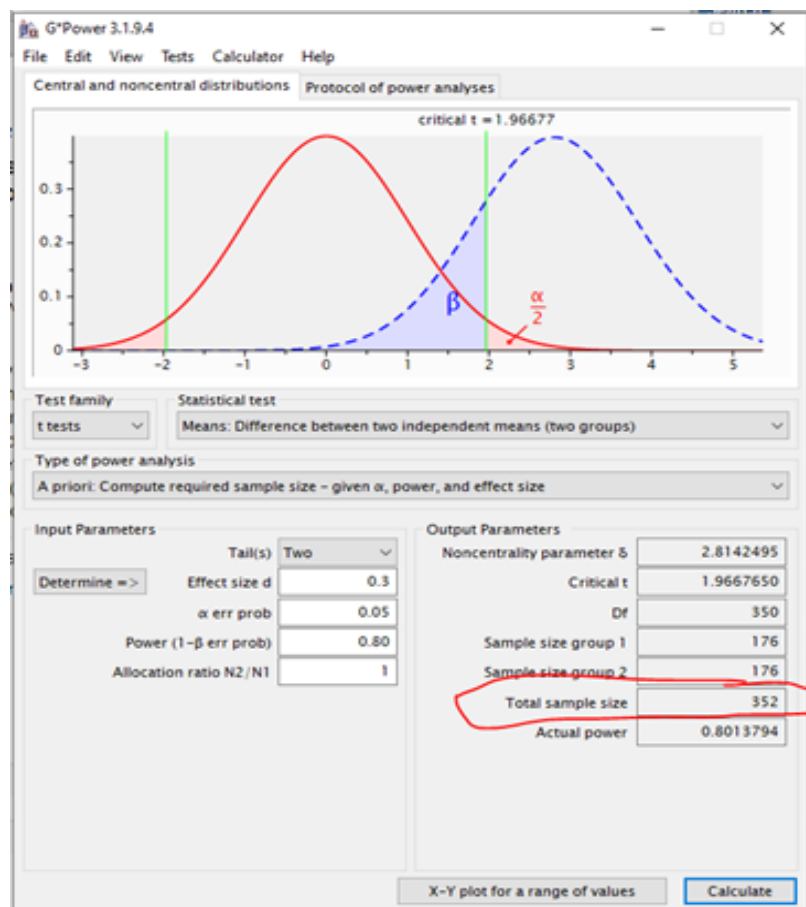 G*Power 3.1.9.4
File Edit View Tests Calculator Help
Central and noncentral distributions Protocol of power analyses
critical t = 1.96677
0.3
0.2
0.1
0
β
α
2
-3 -2 -1 0 1 2 3 4 5
Test family Statistical test
t tests Means: Difference between two independent means (two groups)
Type of power analysis
A priori: Compute required sample size - given α, power, and effect size
Input Parameters Output Parameters
Tail(s) Two Noncentrality parameter δ 2.8142495
Determine => Effect size d 0.3 Critical t 1.9667650
α err prob 0.05 Df 350
Power (1-β err prob) 0.80 Sample size group 1 176
Allocation ratio N2/N1 1 Sample size group 2 176
Total sample size 352
Actual power 0.8013794
X-Y plot for a range of values Calculate